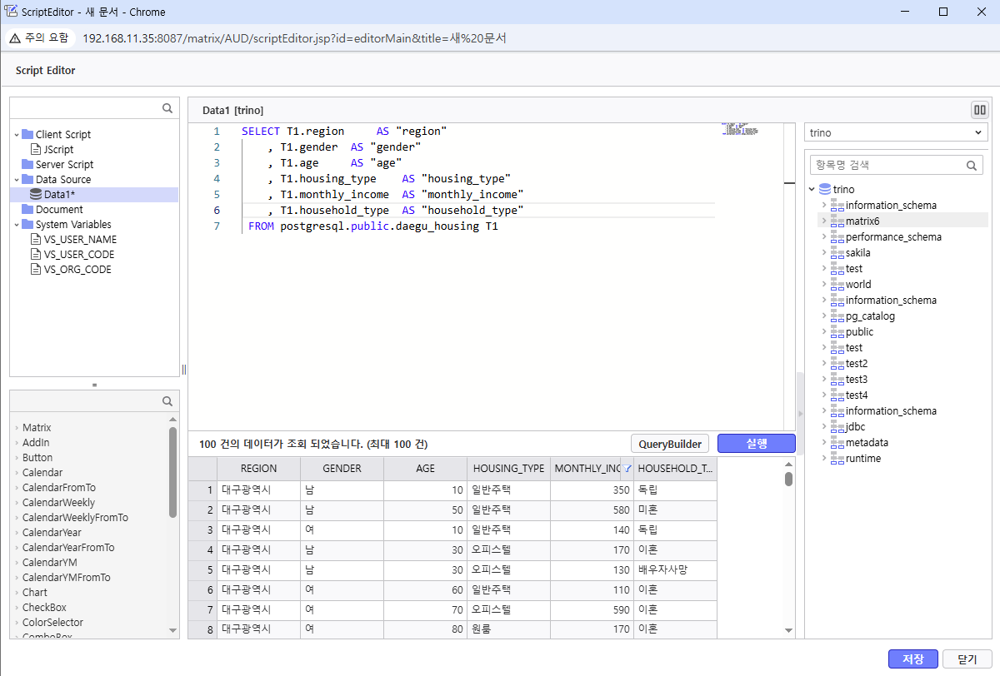 ScriptEditor - 새 문서 - Chrome
주의 요함 192.168.11.35:8087/matrix/AUD/scriptEditor.jsp?id=editorMain&title=새%20문서
Script Editor
Client Script
JScript
Server Script
Data Source
Data1*
Document
System Variables
VS_USER_NAME
VS_USER_CODE
VS_ORG_CODE
Matrix
AddIn
Button
Calendar
CalendarFromTo
CalendarWeekly
CalendarWeeklyFromTo
CalendarYear
CalendarYearFromTo
CalendarYM
CalendarYMFromTo
Chart
CheckBox
ColorSelector
ComboBox
Data1 [trino]
1 SELECT T1.region AS "region"
2 , T1.gender AS "gender"
3 , T1.age AS "age"
4 , T1.housing_type AS "housing_type"
5 , T1.monthly_income AS "monthly_income"
6 , T1.household_type AS "household_type"
7 FROM postgresql.public.daegu_housing T1
100 건의 데이터가 조회 되었습니다. (최대 100 건) QueryBuilder 실행
REGION GENDER AGE HOUSING_TYPE MONTHLY_INC HOUSEHOLD_T...
1 대구광역시 남 10 일반주택 350 독립
2 대구광역시 남 50 일반주택 580 미혼
3 대구광역시 여 10 일반주택 140 독립
4 대구광역시 남 30 오피스텔 170 이혼
5 대구광역시 남 30 오피스텔 130 배우자사망
6 대구광역시 여 60 일반주택 110 이혼
7 대구광역시 여 70 오피스텔 590 이혼
8 대구광역시 여 80 원룸 170 이혼
trino
항목명 검색
trino
information_schema
matrix6
performance_schema
sakila
test
world
information_schema
pg_catalog
public
test
test2
test3
test4
information_schema
jdbc
metadata
runtime
저장 닫기